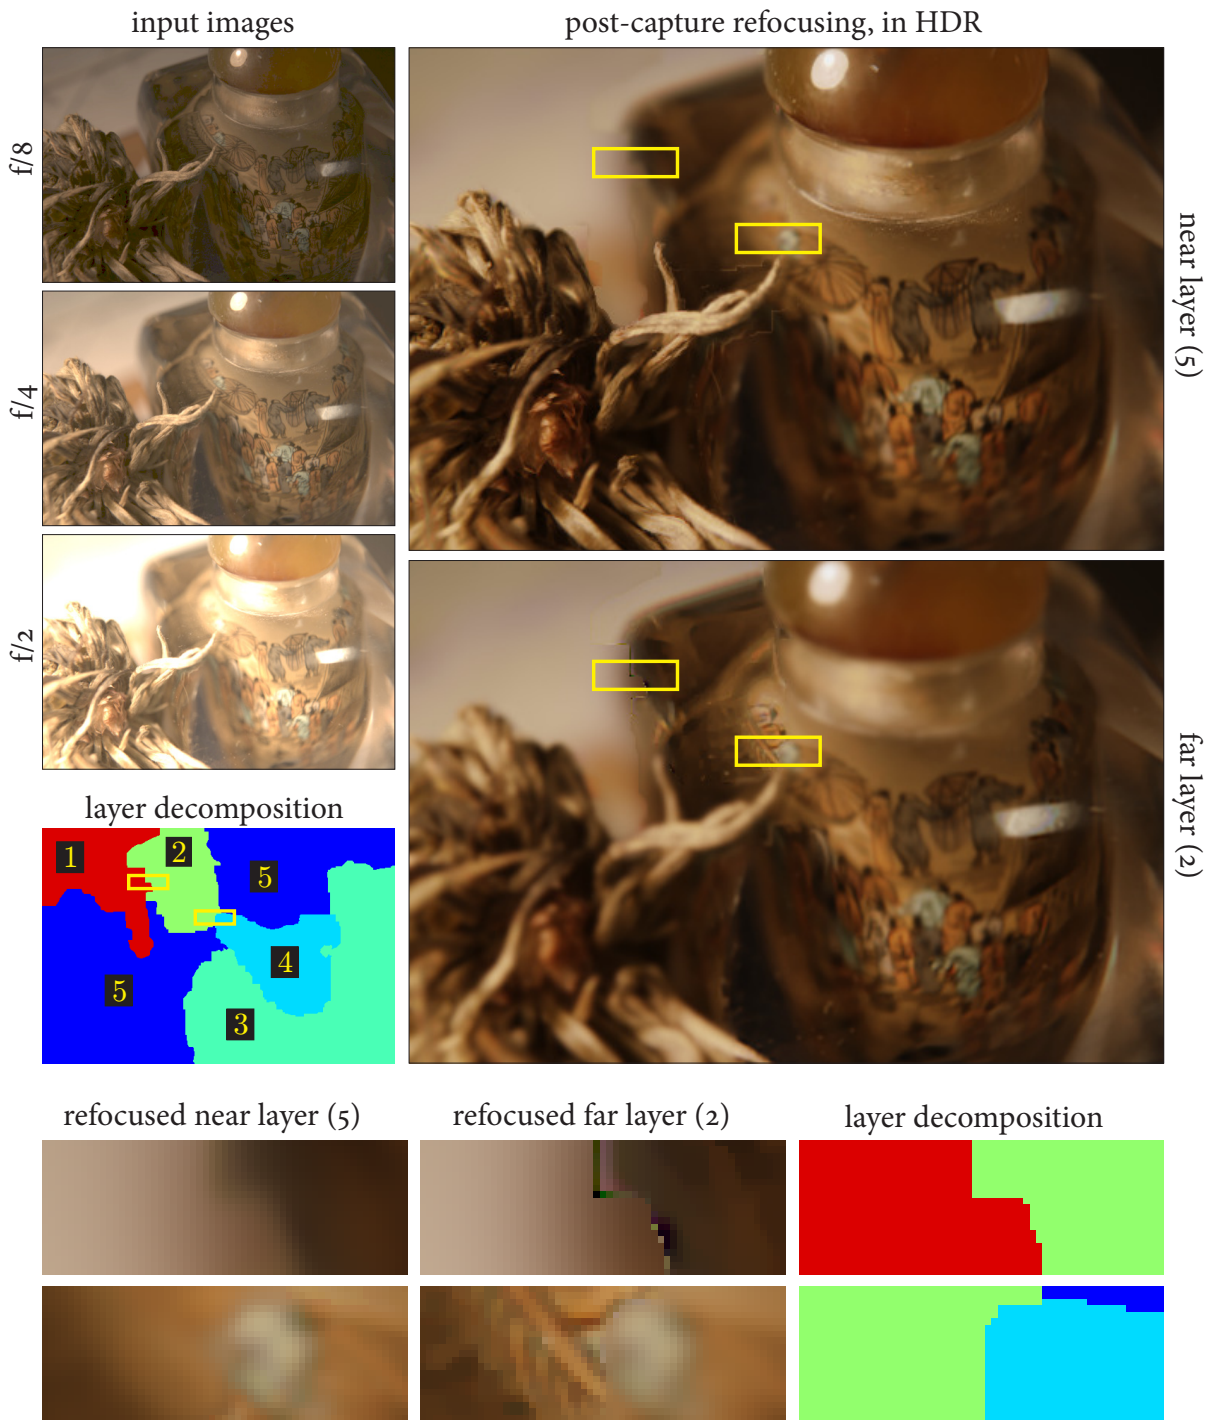 input images
post-capture refocusing, in HDR
f/8
f/4
f/2
near layer (5)
far layer (2)
layer decomposition
1
2
5
4
5
3
refocused near layer (5)
refocused far layer (2)
layer decomposition